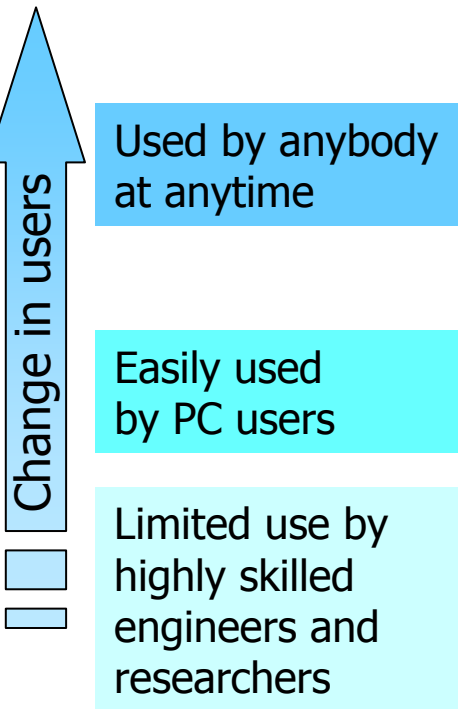 Change in users
Used by anybody
at anytime
Easily used
by PC users
Limited use by
highly skilled
engineers and
researchers